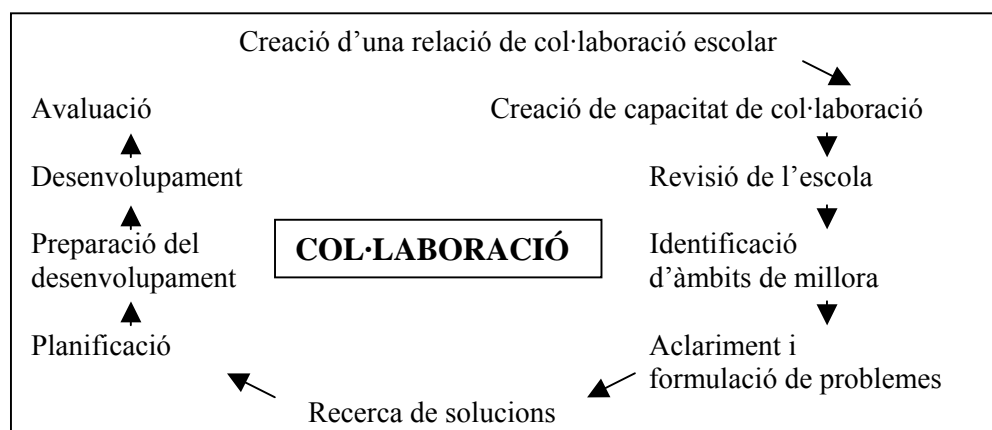 Creació d’una relació de col·laboració escolar
Creació de capacitat de col·laboració
Revisió de l’escola
Identificació
d’àmbits de millora
Aclariment i
formulació de problemes
Recerca de solucions
Planificació
Preparació del
desenvolupament
Desenvolupament
Avaluació
COL·LABORACIÓ